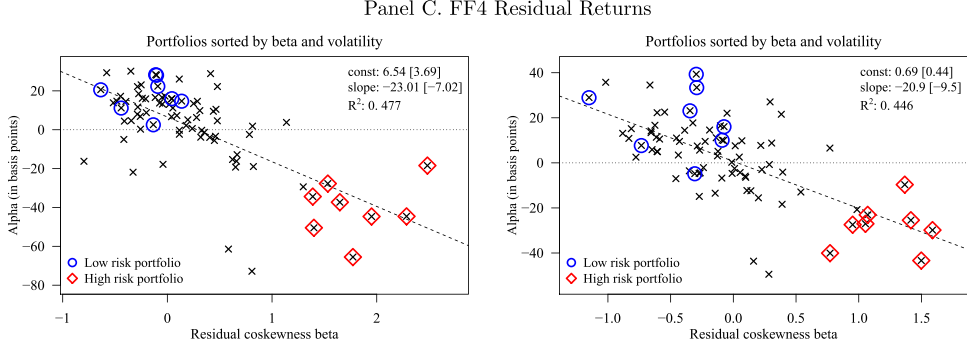 Panel C. FF4 Residual Returns
Portfolios sorted by beta and volatility
const: 6.54 [3.69]
slope: −23.01 [−7.02]
R²: 0. 477
Alpha (in basis points)
20
0
−20
−40
−60
−80
Low risk portfolio
High risk portfolio
−1
0
1
2
Residual coskewness beta
Portfolios sorted by beta and volatility
const: 0.69 [0.44]
slope: −20.9 [−9.5]
R²: 0. 446
Alpha (in basis points)
40
20
0
−20
−40
Low risk portfolio
High risk portfolio
−1.0
−0.5
0.0
0.5
1.0
1.5
Residual coskewness beta